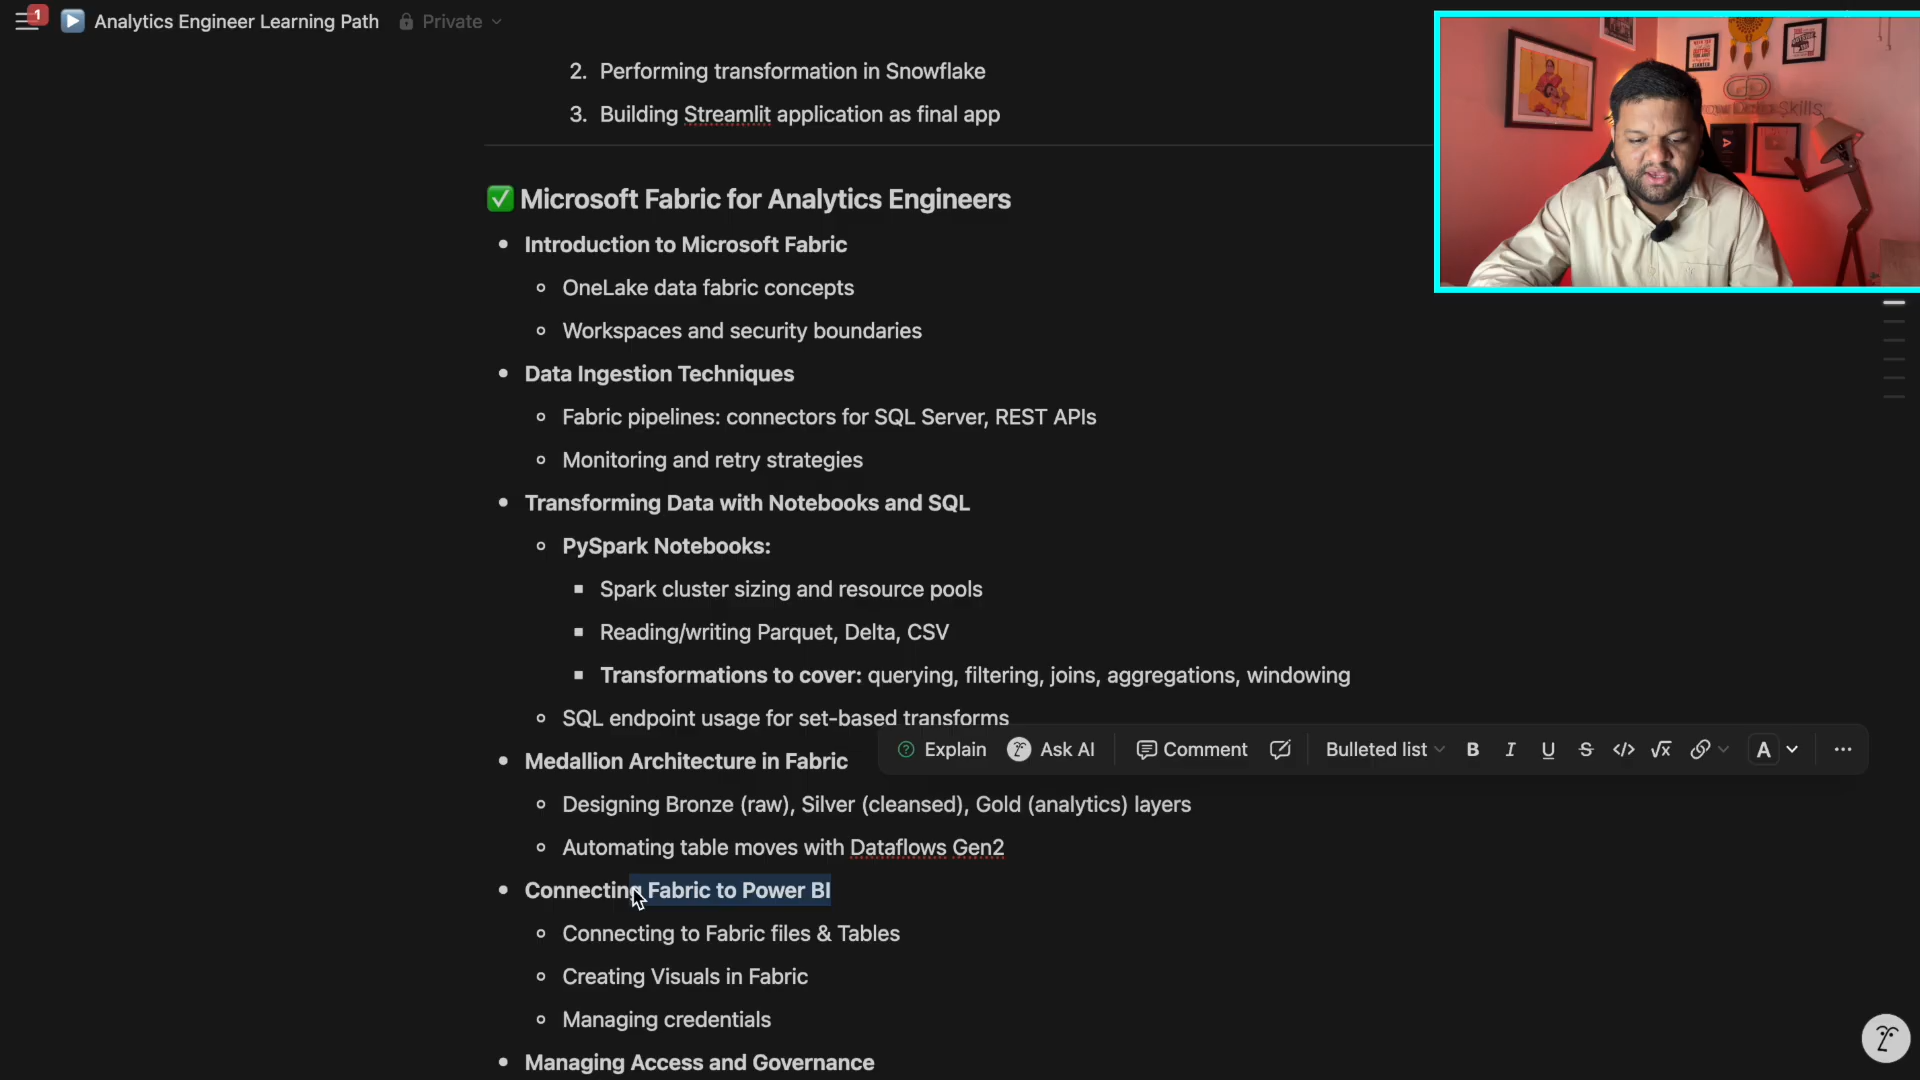 1
Analytics Engineer Learning Path
Private
2. Performing transformation in Snowflake
3. Building Streamlit application as final app
✅ Microsoft Fabric for Analytics Engineers
• Introduction to Microsoft Fabric
◦ OneLake data fabric concepts
◦ Workspaces and security boundaries
• Data Ingestion Techniques
◦ Fabric pipelines: connectors for SQL Server, REST APIs
◦ Monitoring and retry strategies
• Transforming Data with Notebooks and SQL
◦ PySpark Notebooks:
▪ Spark cluster sizing and resource pools
▪ Reading/writing Parquet, Delta, CSV
▪ Transformations to cover: querying, filtering, joins, aggregations, windowing
◦ SQL endpoint usage for set-based transforms
Explain Ask AI Comment Bulleted list B I U S </> √x A ...
• Medallion Architecture in Fabric
◦ Designing Bronze (raw), Silver (cleansed), Gold (analytics) layers
◦ Automating table moves with Dataflows Gen2
• Connecting Fabric to Power BI
◦ Connecting to Fabric files & Tables
◦ Creating Visuals in Fabric
◦ Managing credentials
• Managing Access and Governance